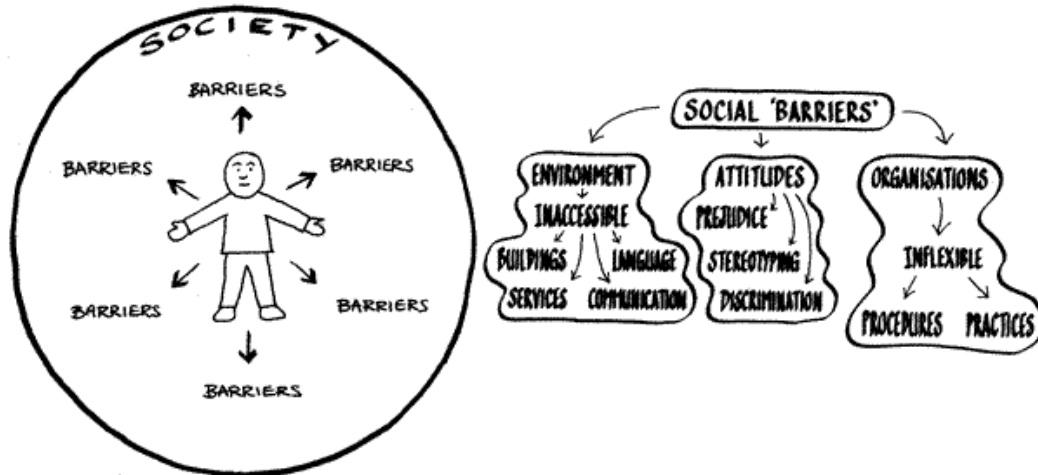 SOCIETY
BARRIERS
BARRIERS
BARRIERS
BARRIERS
BARRIERS
BARRIERS
SOCIAL 'BARRIERS'
ENVIRONMENT
INACCESSIBLE
BUILDINGS
LANGUAGE
SERVICES
COMMUNICATION
ATTITUDES
PREJUDICE
STEREOTYPING
DISCRIMINATION
ORGANISATIONS
INFLEXIBLE
PROCEDURES
PRACTICES